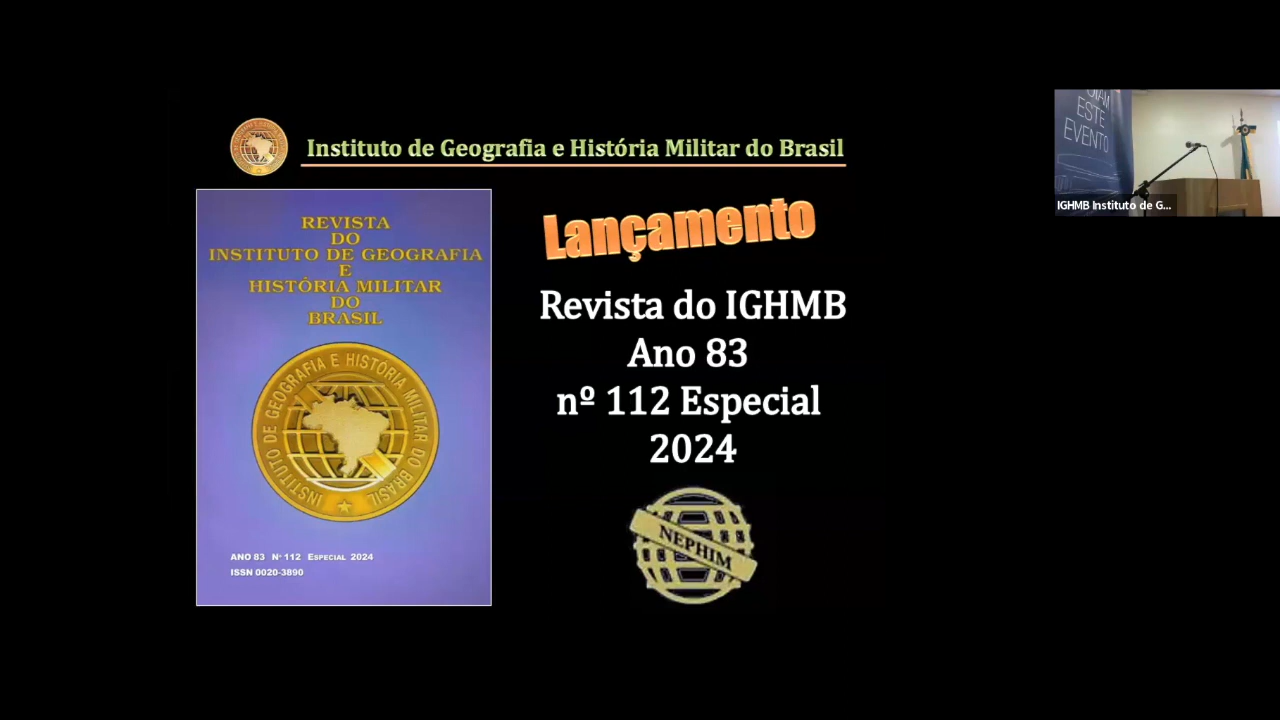 Instituto de Geografia e História Militar do Brasil
REVISTA
DO
INSTITUTO DE GEOGRAFIA
E
HISTÓRIA MILITAR
DO
BRASIL
INSTITUTO DE GEOGRAFIA E HISTÓRIA MILITAR DO BRASIL
ANO 83 Nº 112 ESPECIAL 2024
ISSN 0020-3890
Lançamento
Revista do IGHMB
Ano 83
nº 112 Especial
2024
NEPHIM
ESTE
EVENTO
IGHMB Instituto de G...